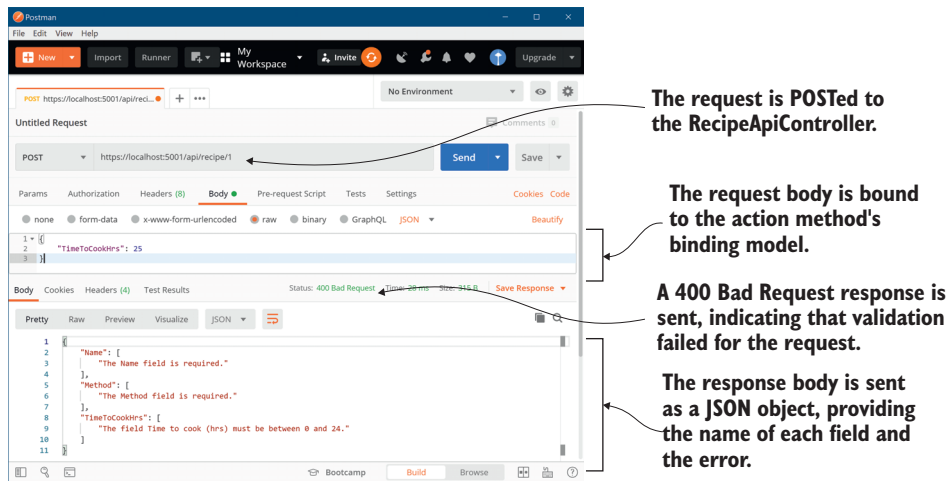 Postman
File Edit View Help
New Import Runner My Workspace Invite Upgrade
POST https://localhost:5001/api/reci... + ••• No Environment
Untitled Request Comments 0
POST https://localhost:5001/api/recipe/1 Send Save
Params Authorization Headers (8) Body Pre-request Script Tests Settings Cookies Code
none form-data x-www-form-urlencoded raw binary GraphQL JSON Beautify
1 {
2 "TimeToCookHrs": 25
3 }
Body Cookies Headers (4) Test Results Status: 400 Bad Request Time: 28 ms Size: 315 B Save Response
Pretty Raw Preview Visualize JSON
1 {
2 "Name": [
3 "The Name field is required."
4 ],
5 "Method": [
6 "The Method field is required."
7 ],
8 "TimeToCookHrs": [
9 "The field Time to cook (hrs) must be between 0 and 24."
10 ]
11 }
Bootcamp Build Browse
The request is POSTed to
the RecipeApiController.
The request body is bound
to the action method's
binding model.
A 400 Bad Request response is
sent, indicating that validation
failed for the request.
The response body is sent
as a JSON object, providing
the name of each field and
the error.